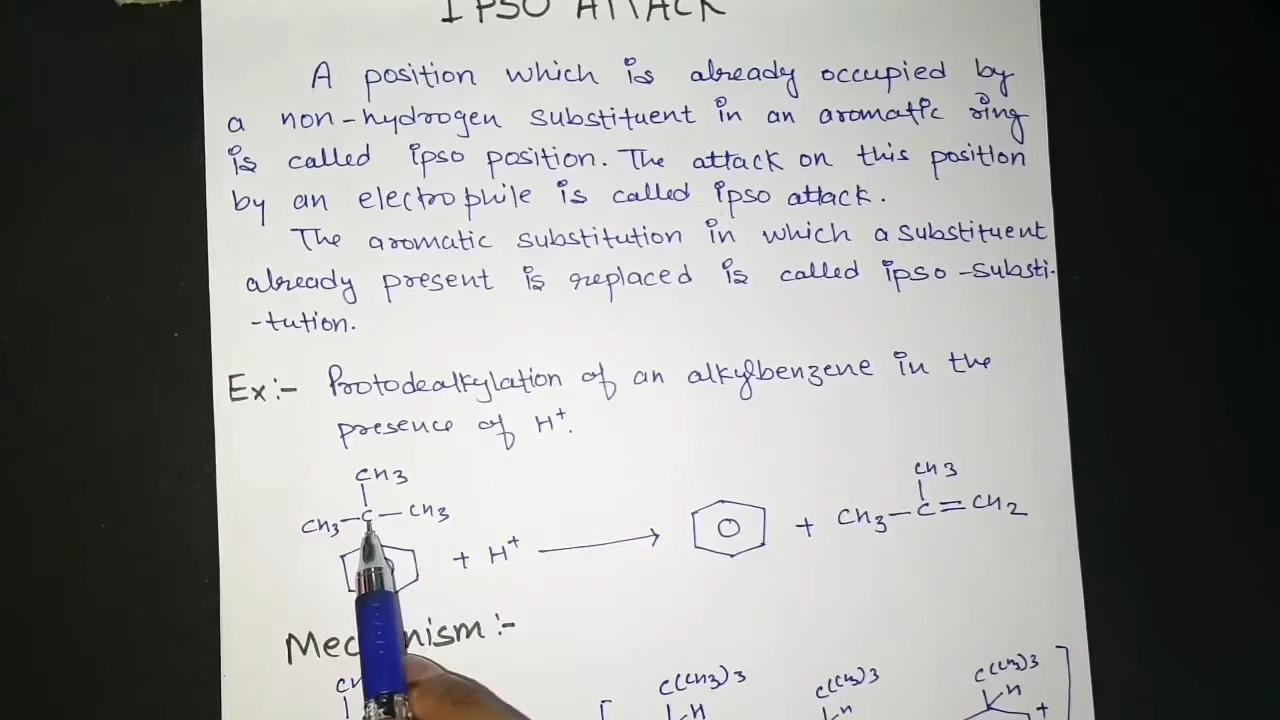 IPSO ATTACK
A position which is already occupied by
a non-hydrogen substituent in an aromatic ring
is called ipso position. The attack on this position
by an electrophile is called ipso attack.
The aromatic substitution in which a substituent
already present is replaced is called ipso-substi-
-tution.
Ex:- Protodealkylation of an alkylbenzene in the
presence of H+.
CH3
CH3-C-CH3
+ H+
+
CH3
CH3-C=CH2
Mechanism :-
C(CH3)3
H
C(CH3)3
H
C(CH3)3
H
+